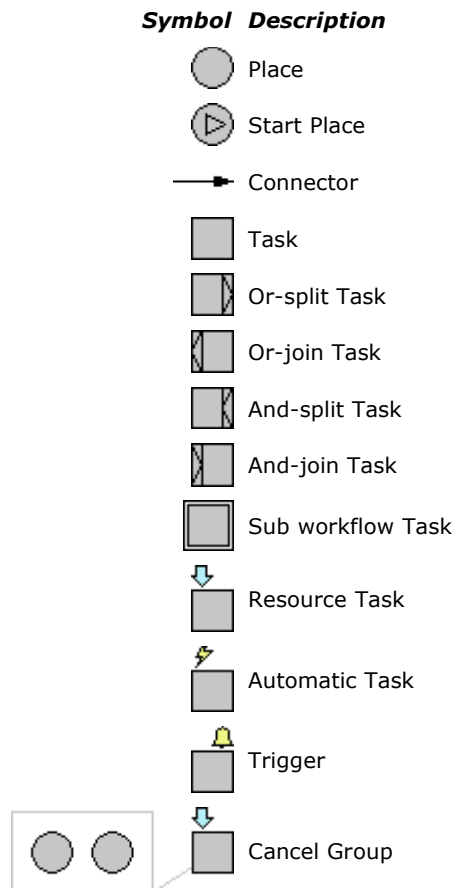 Symbol Description
Place
Start Place
Connector
Task
Or-split Task
Or-join Task
And-split Task
And-join Task
Sub workflow Task
Resource Task
Automatic Task
Trigger
Cancel Group